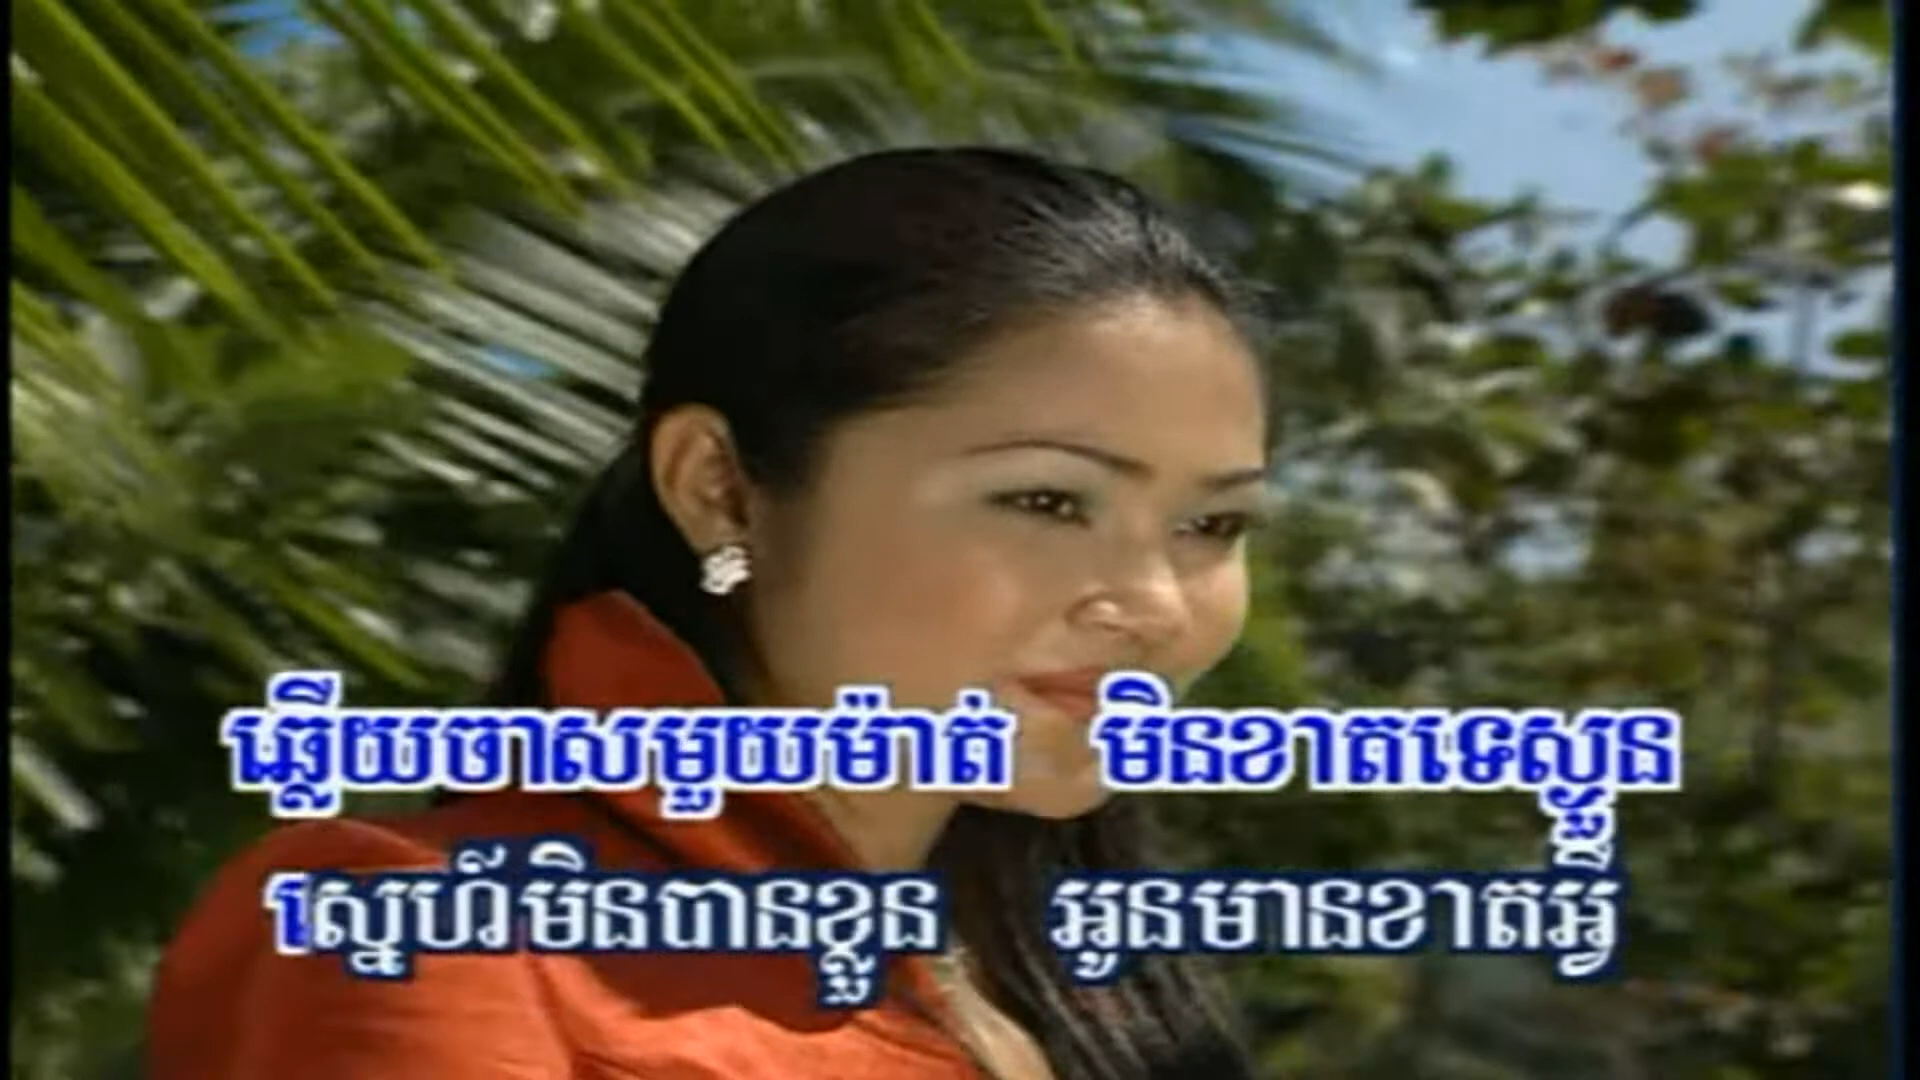 ឆ្លើយចាសមួយម៉ាត់ មិនខាតទេស្ងួន
ស្នេហ៍មិនបានខ្លួន អូនមានខាតអ្វី